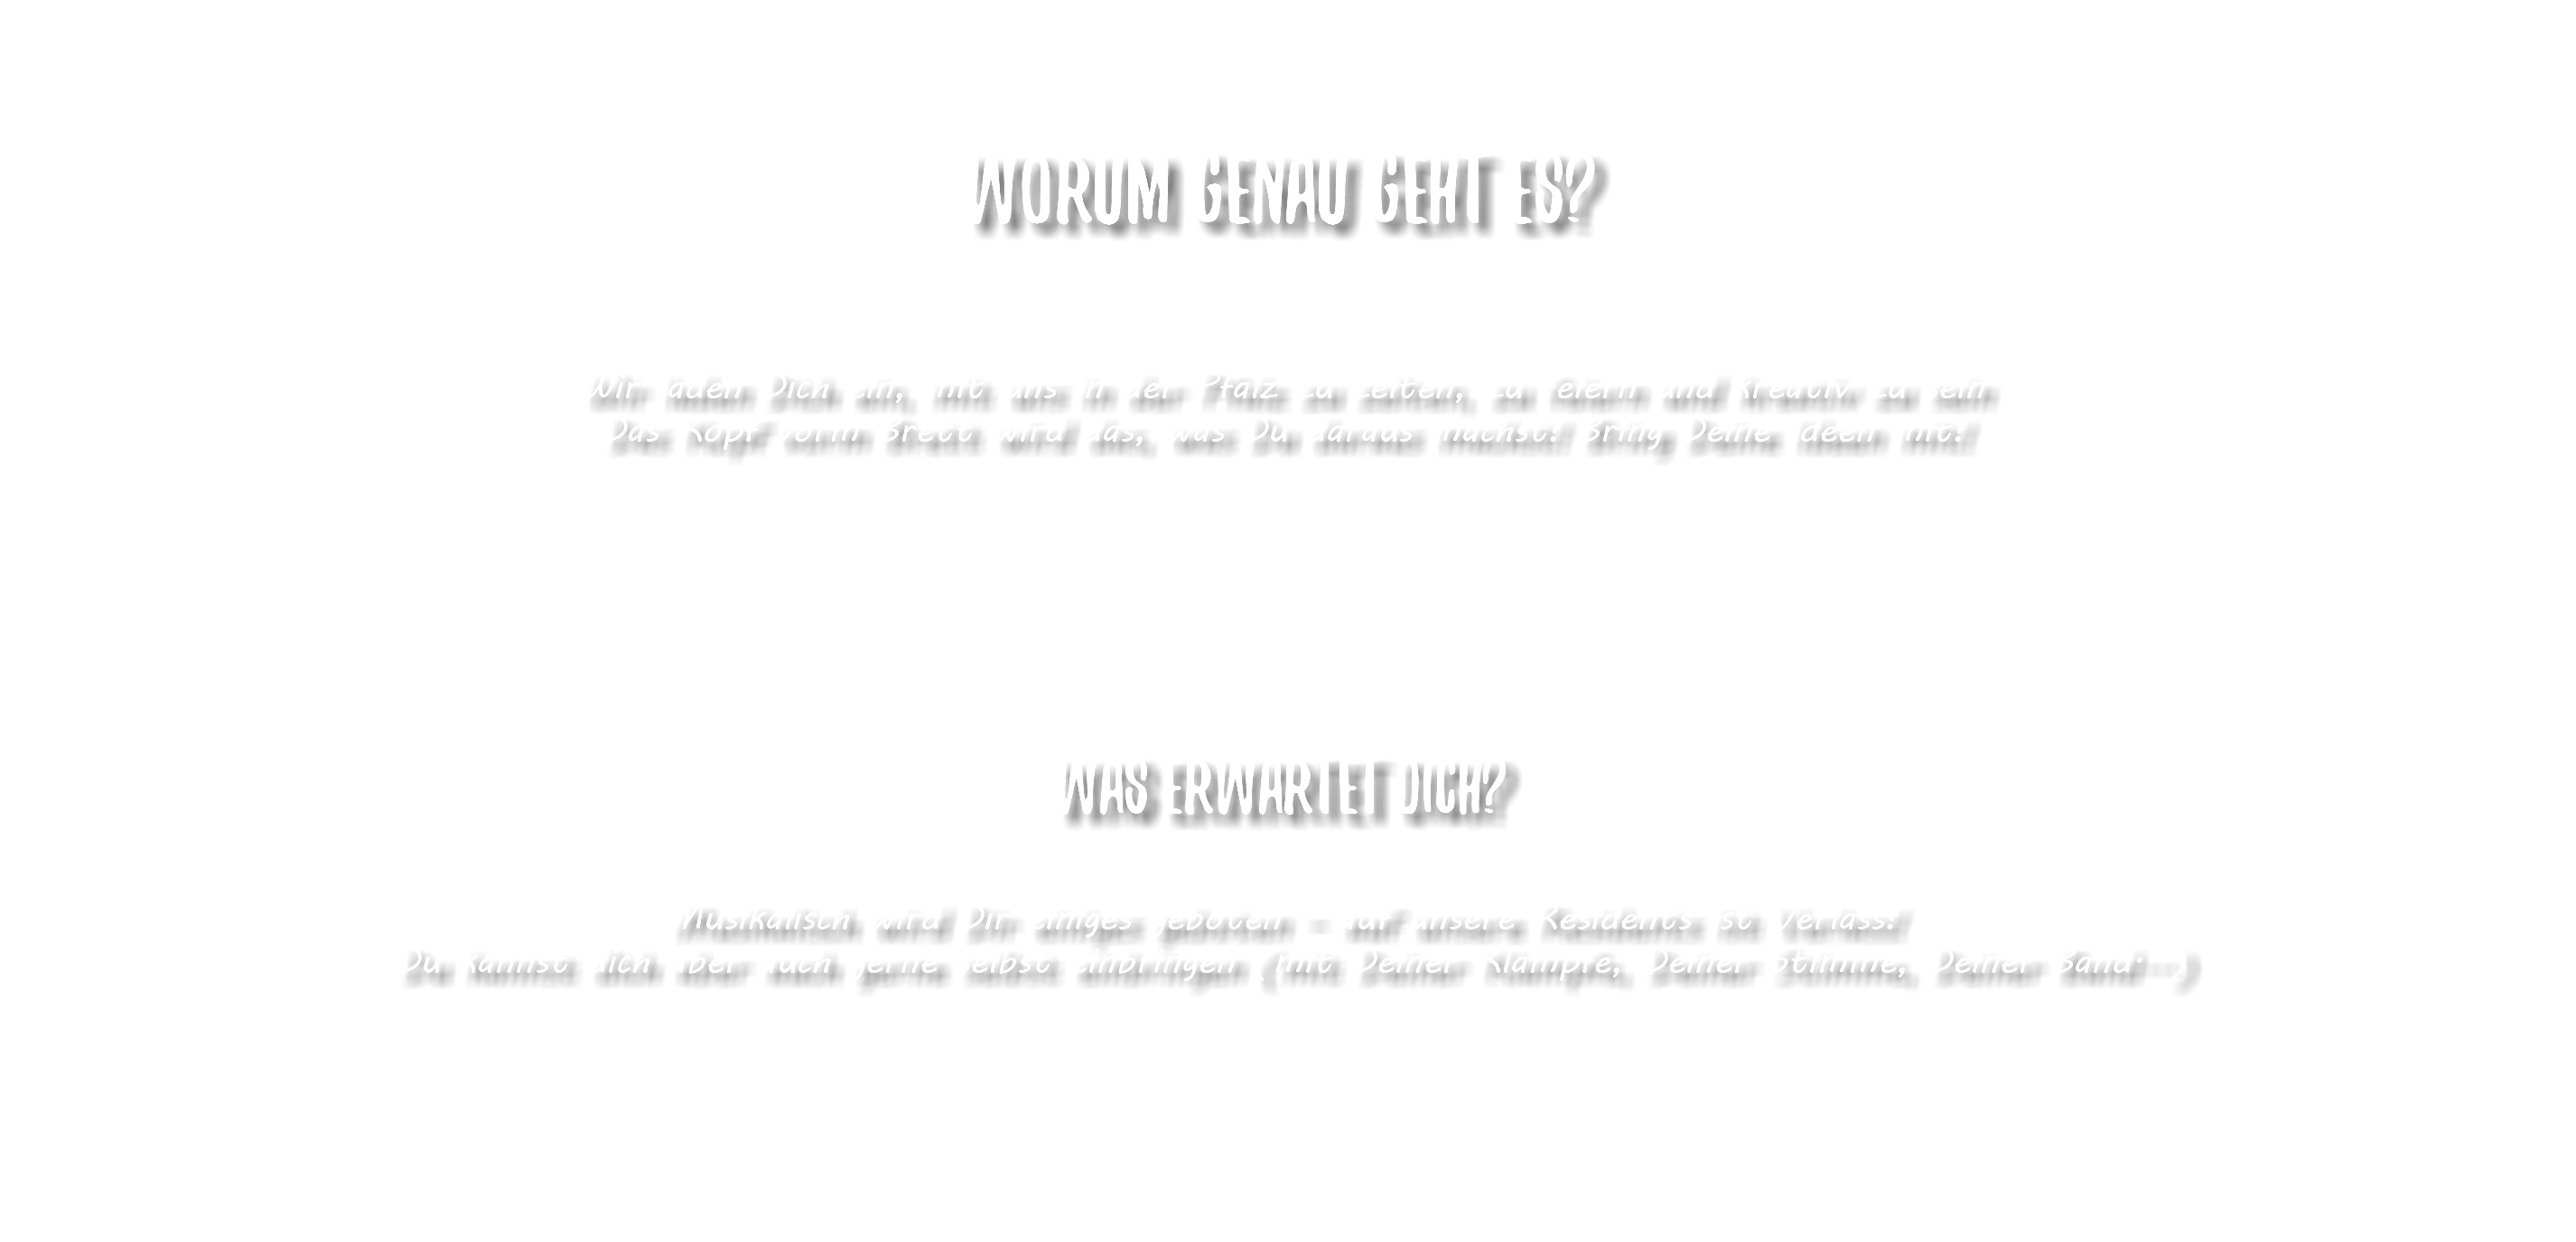 WORUM GENAU GEHT ES?
Wir laden Dich ein, mit uns in der Pfalz zu zelten, zu feiern und kreativ zu sein
Das Kopf vorm Brett wird das, was Du daraus machst! Bring Deine Ideen mit!
WAS ERWARTET DICH?
Musikalisch wird Dir einiges geboten - auf unsere Residents ist Verlass!
Du kannst dich aber auch gerne selbst einbringen (mit Deiner Klampfe, Deiner Stimme, Deiner Band...)